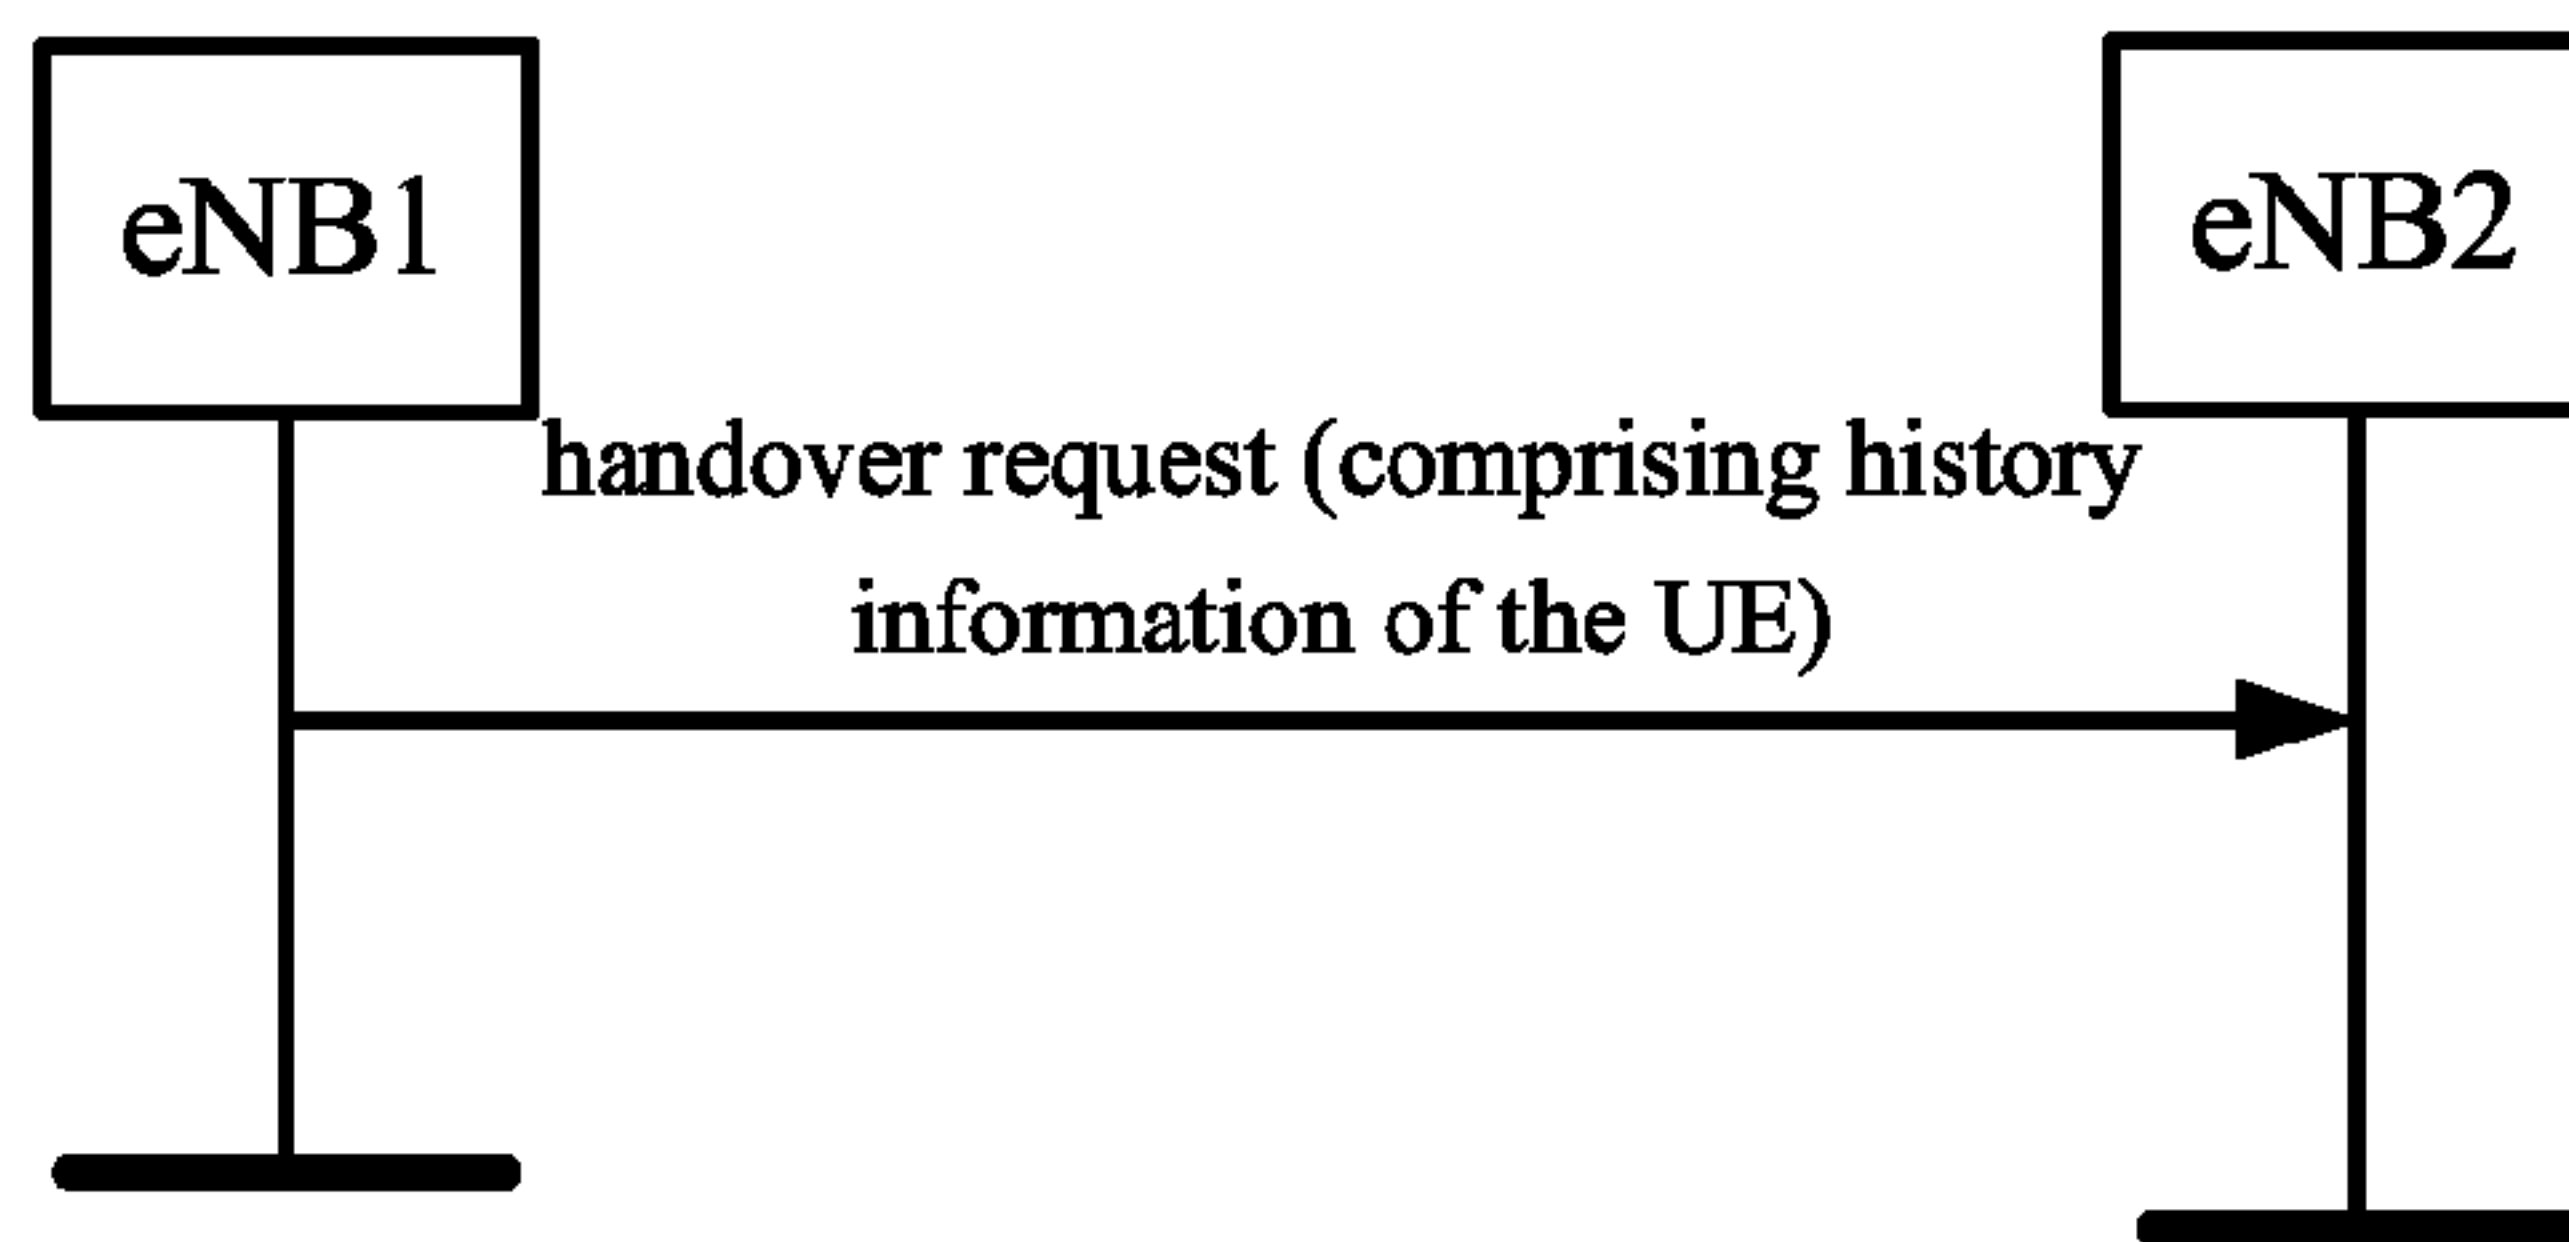 eNB1
eNB2
handover request (comprising history
information of the UE)